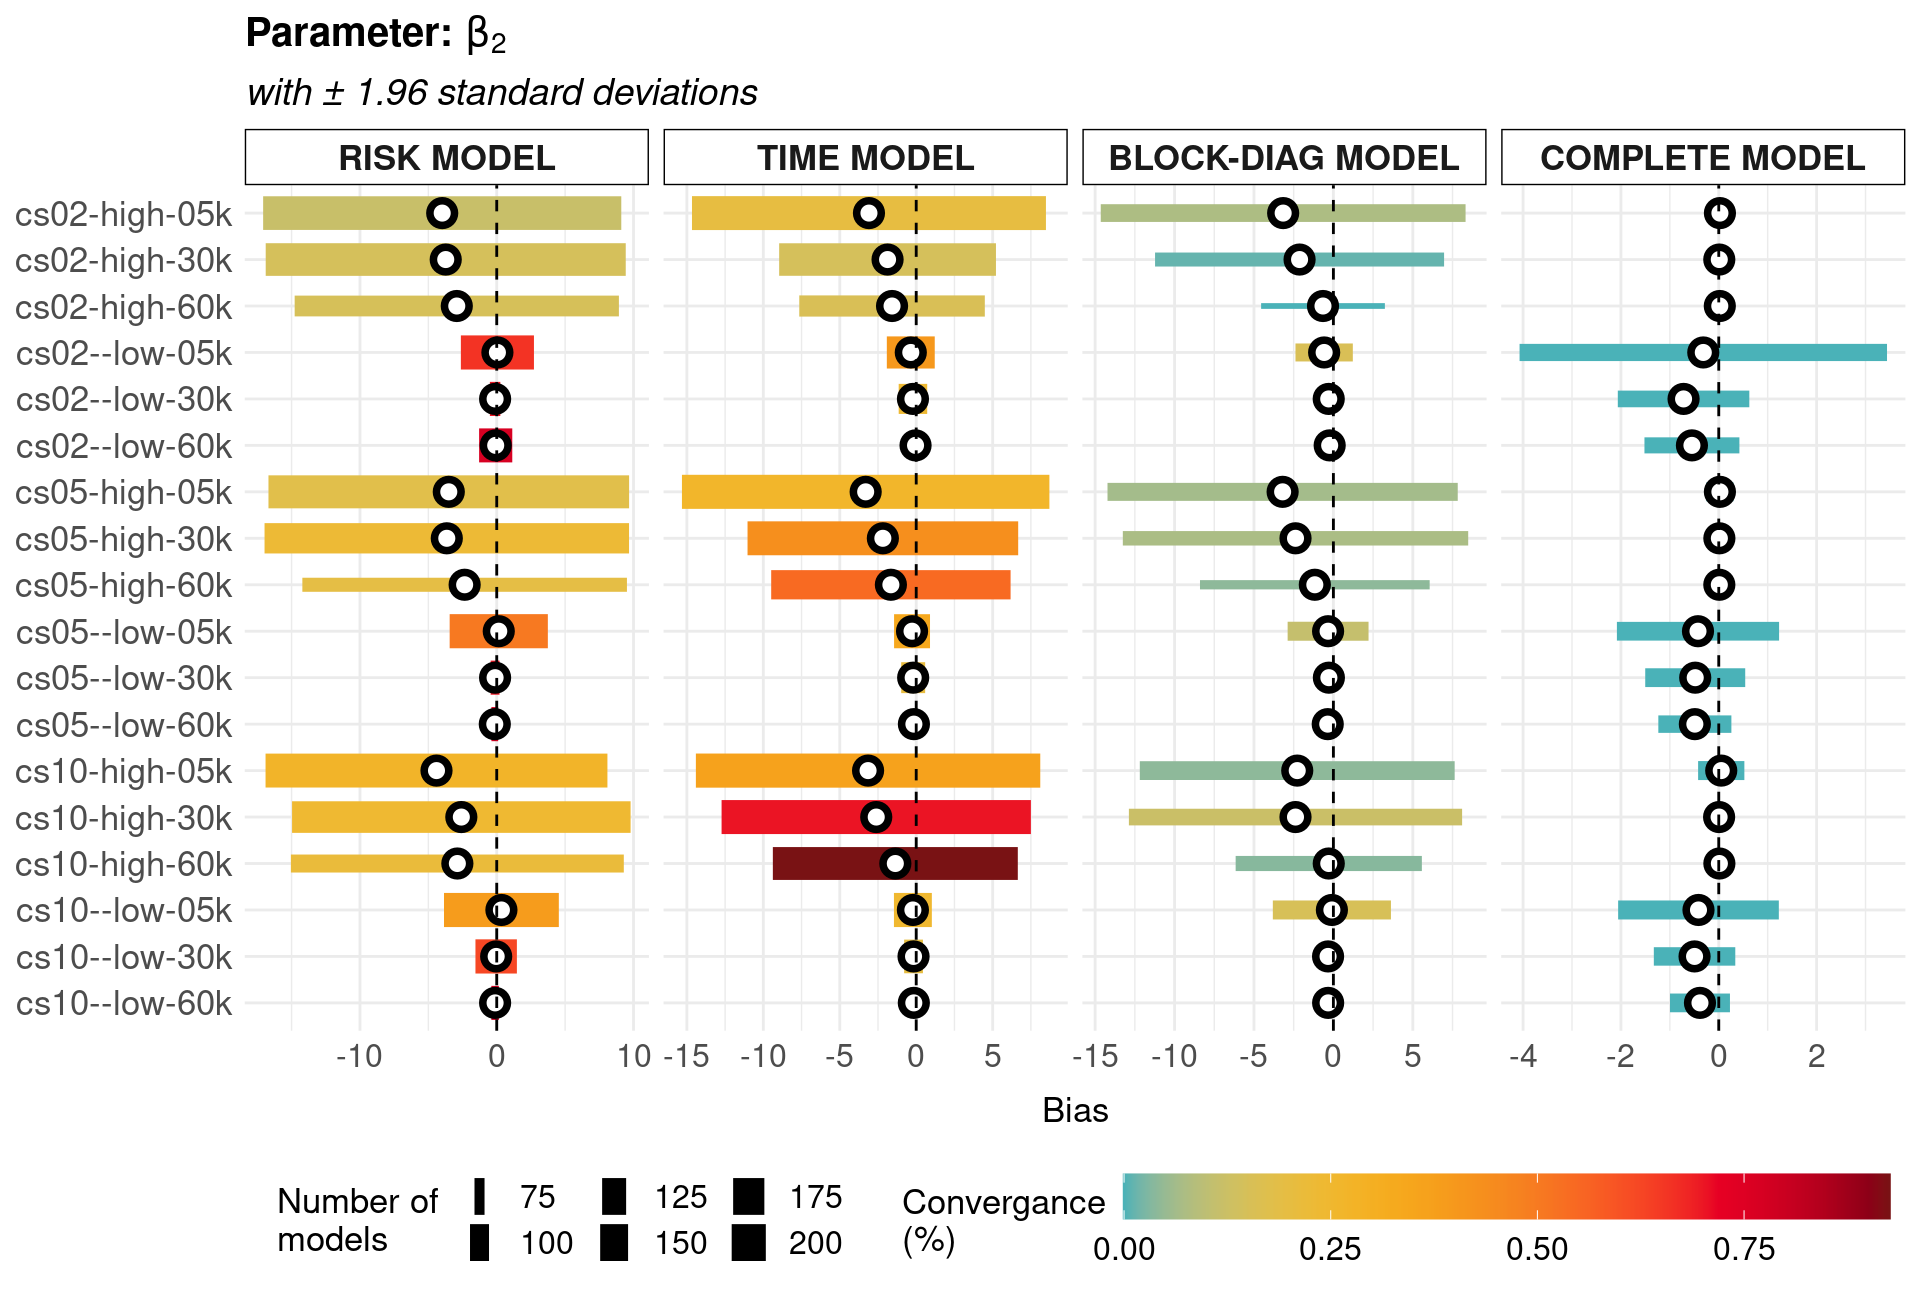 Parameter: β₂
with ± 1.96 standard deviations
RISK MODEL TIME MODEL BLOCK-DIAG MODEL COMPLETE MODEL
cs02-high-05k
cs02-high-30k
cs02-high-60k
cs02--low-05k
cs02--low-30k
cs02--low-60k
cs05-high-05k
cs05-high-30k
cs05-high-60k
cs05--low-05k
cs05--low-30k
cs05--low-60k
cs10-high-05k
cs10-high-30k
cs10-high-60k
cs10--low-05k
cs10--low-30k
cs10--low-60k
-10 0 10 -15 -10 -5 0 5 -15 -10 -5 0 5 -4 -2 0 2
Bias
Number of models
75 125 175
100 150 200
Convergance (%)
0.00 0.25 0.50 0.75